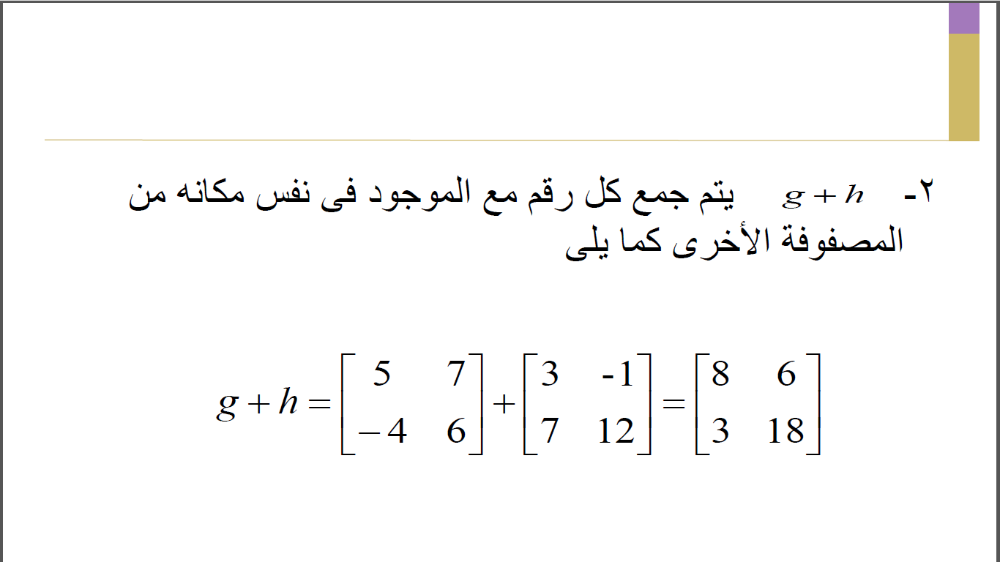 ٢- g + h يتم جمع كل رقم مع الموجود فى نفس مكانه من
المصفوفة الأخرى كما يلى
g + h = [ 5 7 ] + [ 3 -1 ] = [ 8 6 ]
[ – 4 6 ] [ 7 12 ] [ 3 18 ]